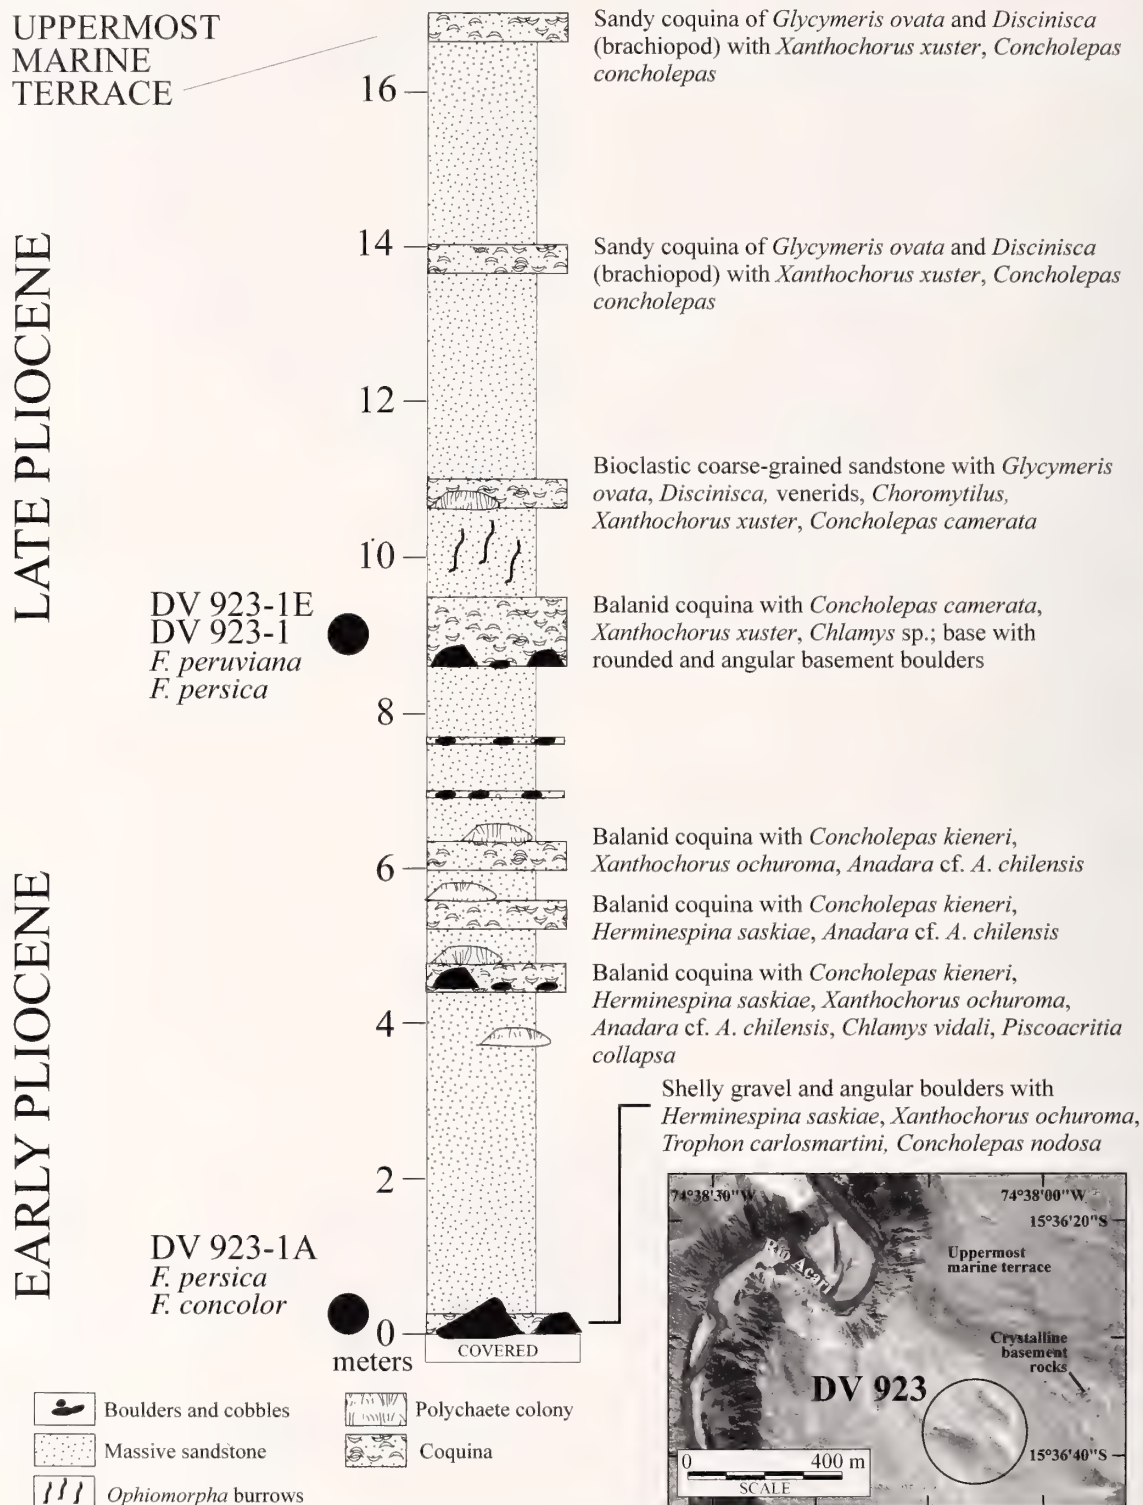 UPPERMOST
MARINE
TERRACE
Sandy coquina of Glycymeris ovata and Discinisca
(brachiopod) with Xanthochorus xuster, Concholepas
concholepas
16
LATE PLIOCENE
14
Sandy coquina of Glycymeris ovata and Discinisca
(brachiopod) with Xanthochorus xuster, Concholepas
concholepas
12
Bioclastic coarse-grained sandstone with Glycymeris
ovata, Discinisca, venerids, Choromytilus,
Xanthochorus xuster, Concholepas camerata
10
DV 923-1E
DV 923-1
F. peruviana
F. persica
Balanid coquina with Concholepas camerata,
Xanthochorus xuster, Chlamys sp.; base with
rounded and angular basement boulders
8
EARLY PLIOCENE
Balanid coquina with Concholepas kieneri,
Xanthochorus ochuroma, Anadara cf. A. chilensis
6
Balanid coquina with Concholepas kieneri,
Herminespina saskiae, Anadara cf. A. chilensis
Balanid coquina with Concholepas kieneri,
Herminespina saskiae, Xanthochorus ochuroma,
Anadara cf. A. chilensis, Chlamys vidali, Piscoacritia
collapsa
4
Shelly gravel and angular boulders with
Herminespina saskiae, Xanthochorus ochuroma,
Trophon carlosmartini, Concholepas nodosa
2
DV 923-1A
F. persica
F. concolor
0
meters
COVERED
74°38'30"W
74°38'00"W
15°36'20"S
Rio Acari
Uppermost
marine terrace
Crystalline
basement
rocks
DV 923
15°36'40"S
0 400 m
SCALE
Boulders and cobbles
Massive sandstone
Ophiomorpha burrows
Polychaete colony
Coquina